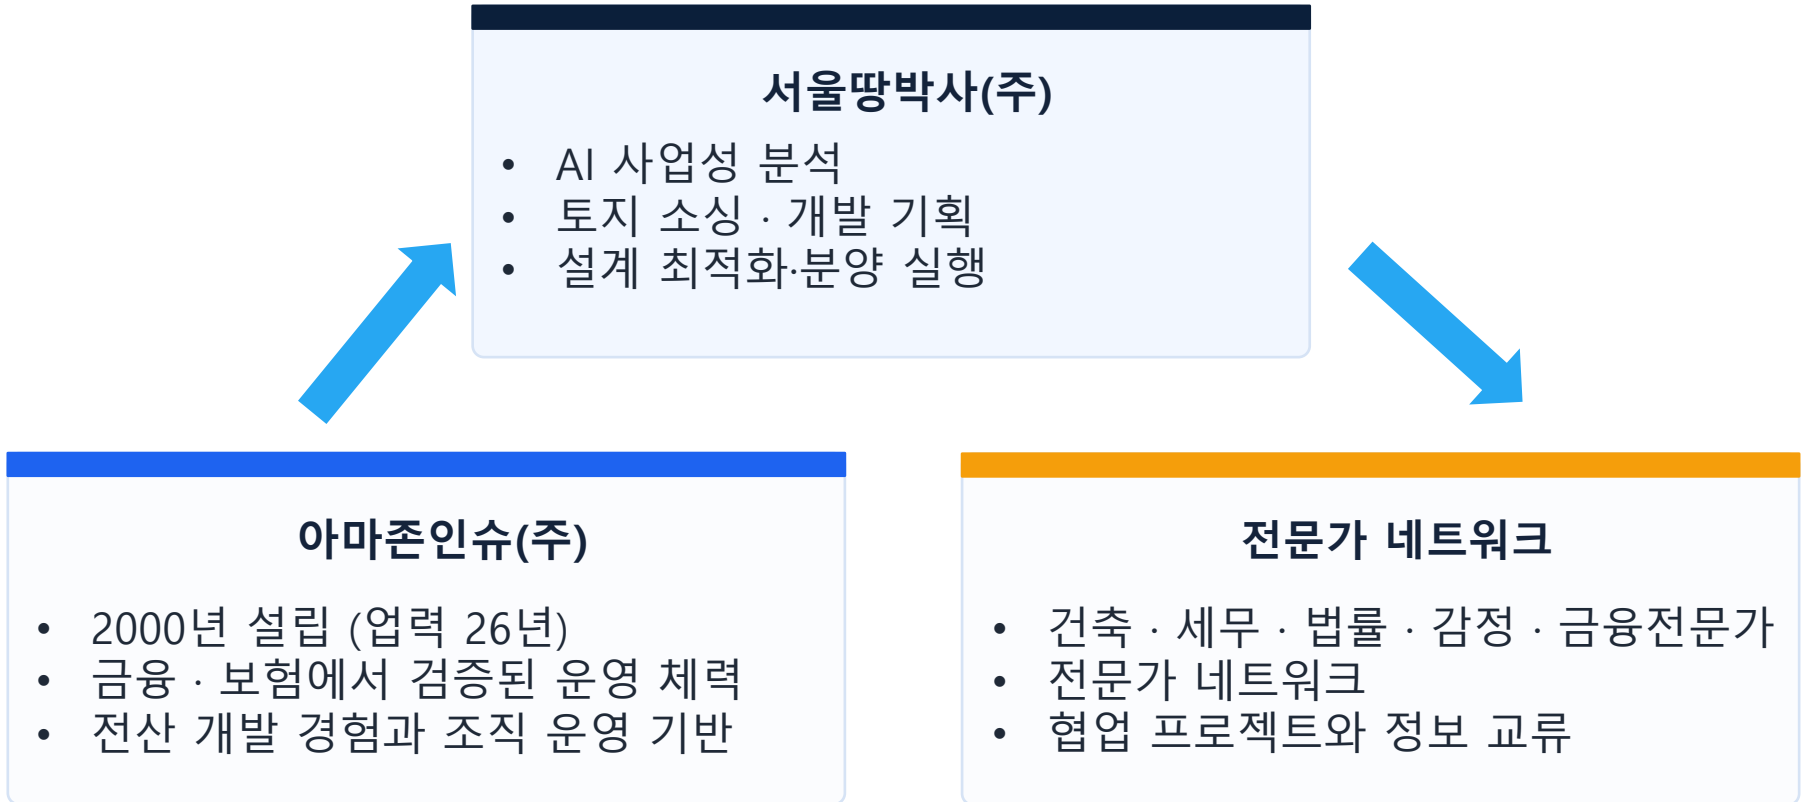 서울땅박사(주)
• AI 사업성 분석
• 토지 소싱 · 개발 기획
• 설계 최적화·분양 실행
아마존인슈(주)
• 2000년 설립 (업력 26년)
• 금융 · 보험에서 검증된 운영 체력
• 전산 개발 경험과 조직 운영 기반
전문가 네트워크
• 건축 · 세무 · 법률 · 감정 · 금융전문가
• 전문가 네트워크
• 협업 프로젝트와 정보 교류